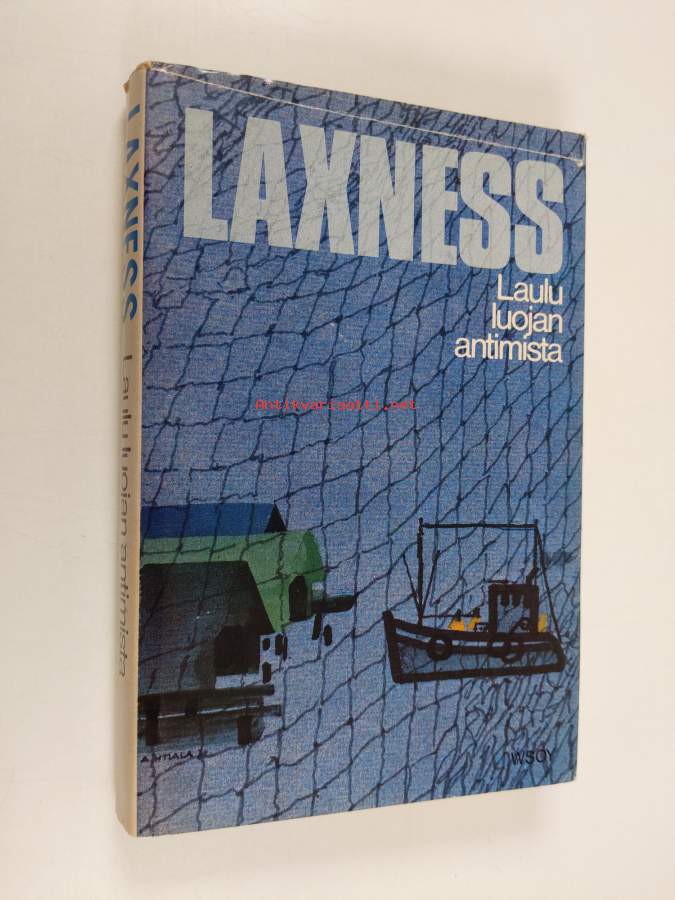 LAXNESS
Laulu
luojan
antimista
Antikvariaatti.net
WSOY
LAXNESS Laulu luojan antimista